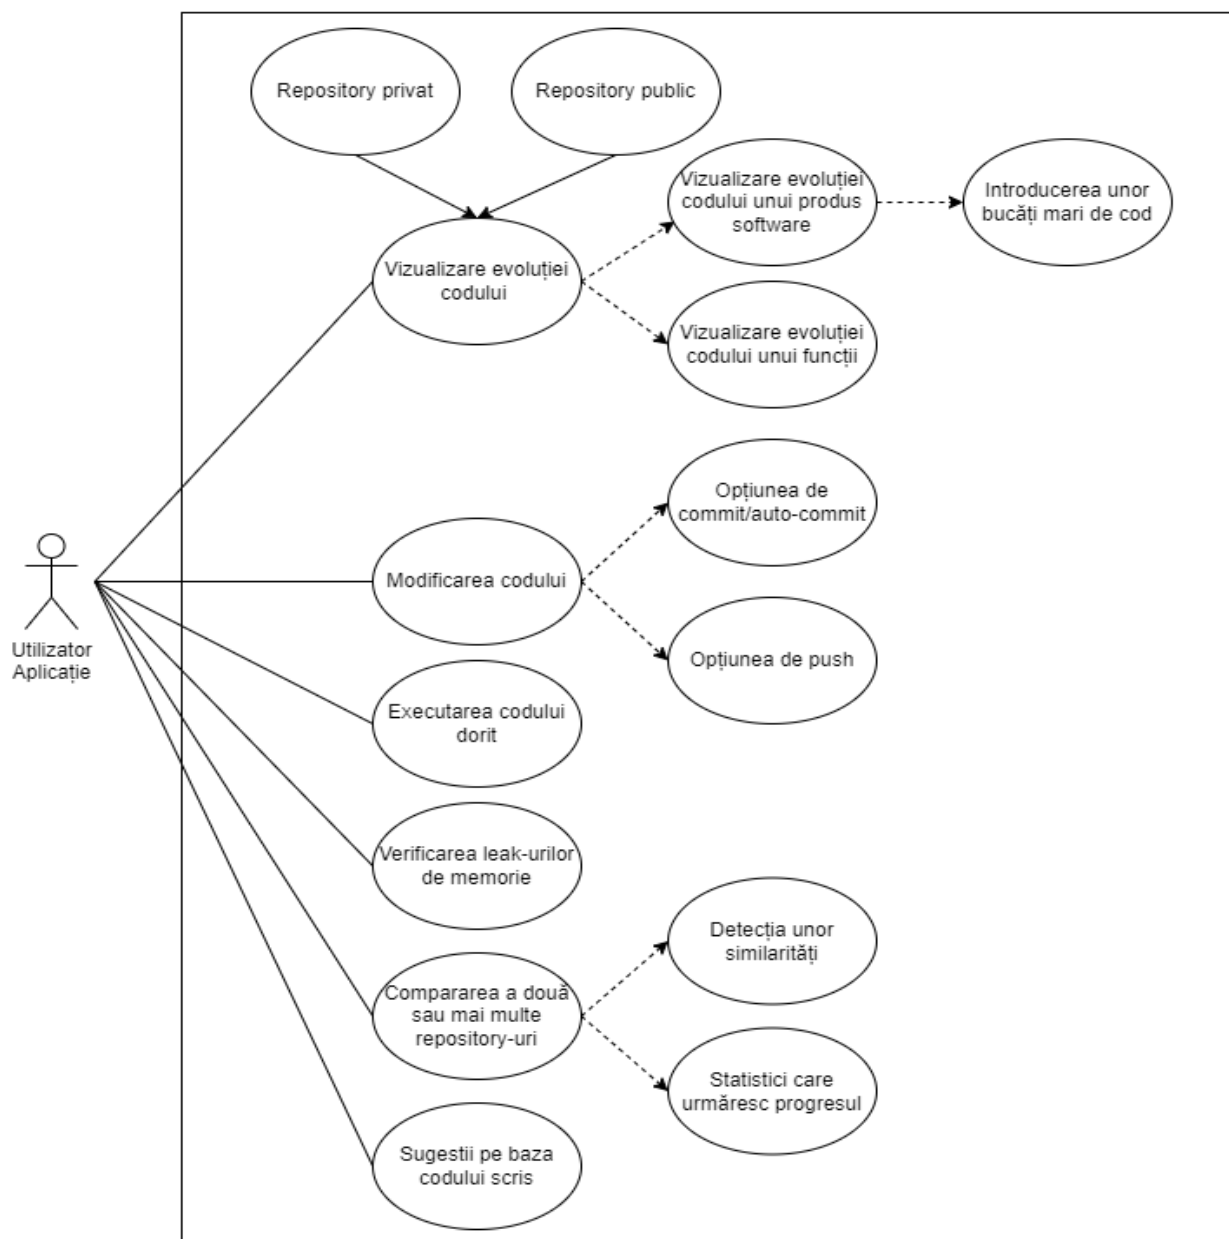 Repository privat
Repository public
Vizualizare evoluției
codului unui produs
software
Introducerea unor
bucăți mari de cod
Vizualizare evoluției
codului
Vizualizare evoluției
codului unui funcții
Opțiunea de
commit/auto-commit
Modificarea codului
Utilizator
Aplicație
Opțiunea de push
Executarea codului
dorit
Verificarea leak-urilor
de memorie
Detecția unor
similarități
Compararea a două
sau mai multe
repository-uri
Statistici care
urmăresc progresul
Sugestii pe baza
codului scris